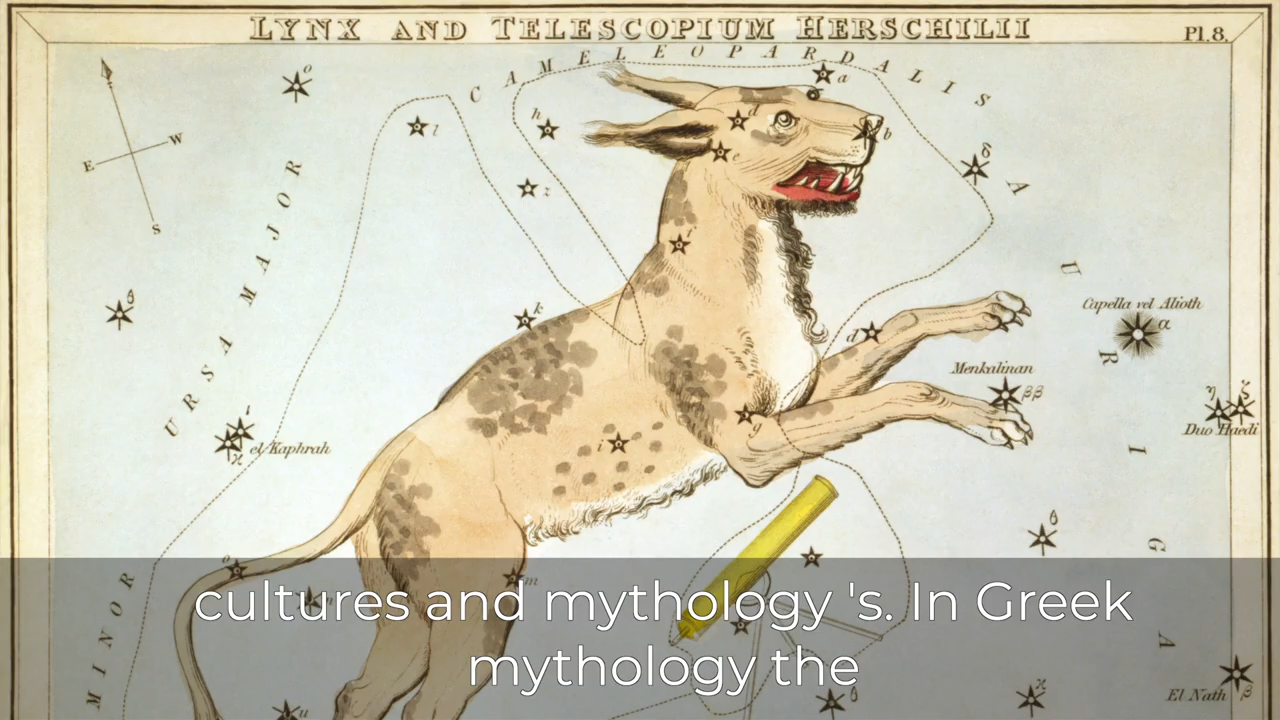 LYNX AND TELESCOPIUM HERSCHILII
Pl.8.
CAMELEOPARDALIS
o
a
l
h
d
b
e
δ
W
E
z
S
URSA MAJOR
AURIGA
f
Capella vel Alioth
α
θ
k
d
Menkalinan
ββ
g
η
ζ
Duo Haedi
i
ι
el Kaphrah
ϰ
θ
o
m
n
cultures and mythology 's. In Greek
mythology the
MINOR
El Nath
β
ϰ
u